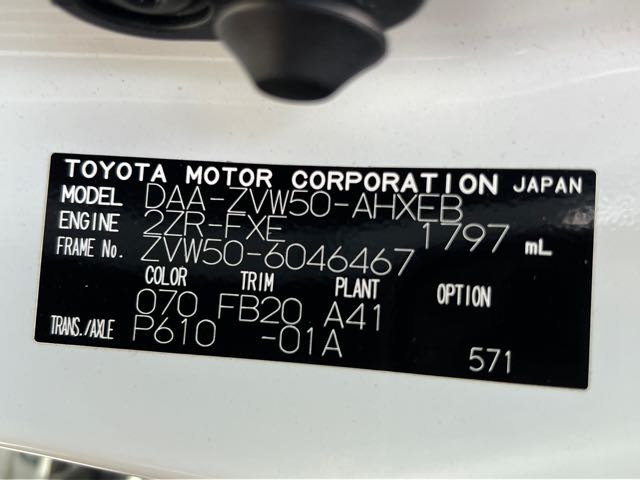 TOYOTA MOTOR CORPORATION JAPAN
MODEL DAA-ZVW50-AHXEB
ENGINE 2ZR-FXE 1797 mL
FRAME No. ZVW50-6046467
COLOR TRIM PLANT OPTION
070 FB20 A41
TRANS./AXLE P610 -01A 571